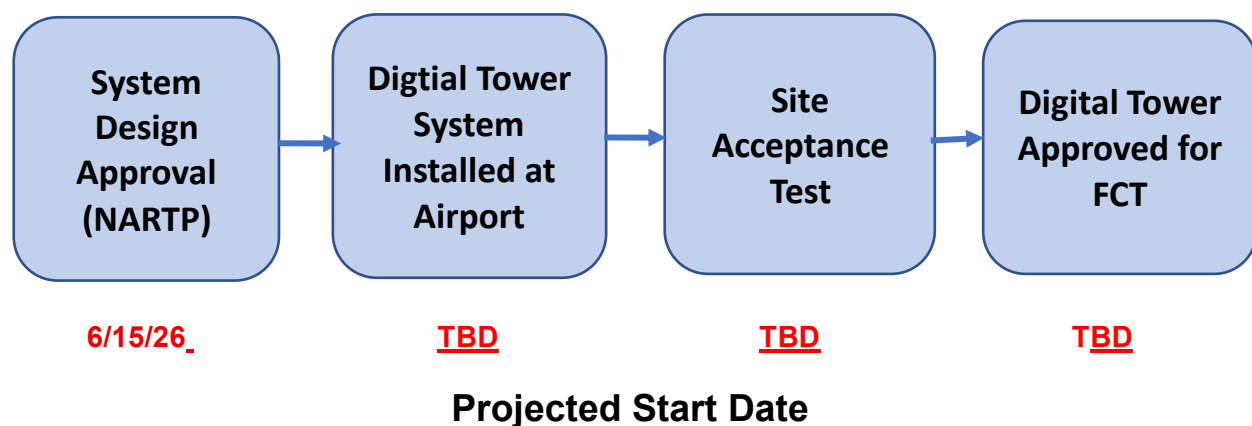 System
Design
Approval
(NARTP)
Digtial Tower
System
Installed at
Airport
Site
Acceptance
Test
Digital Tower
Approved for
FCT
6/15/26_
TBD
TBD
TBD
Projected Start Date